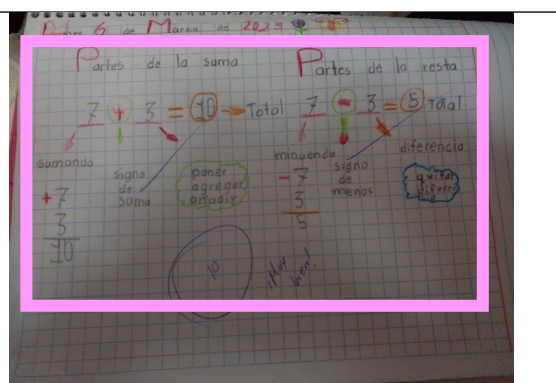 de Marzo de
Partes de la suma
7 + 3 = 10 → Total
sumando
signo de suma
poner
agregar
añadir
+ 7
3
10
Partes de la resta
7 - 3 = 5 Total
minuendo
signo de menos
diferencia
quitar
- 7
3
5
10
¡Muy bien!